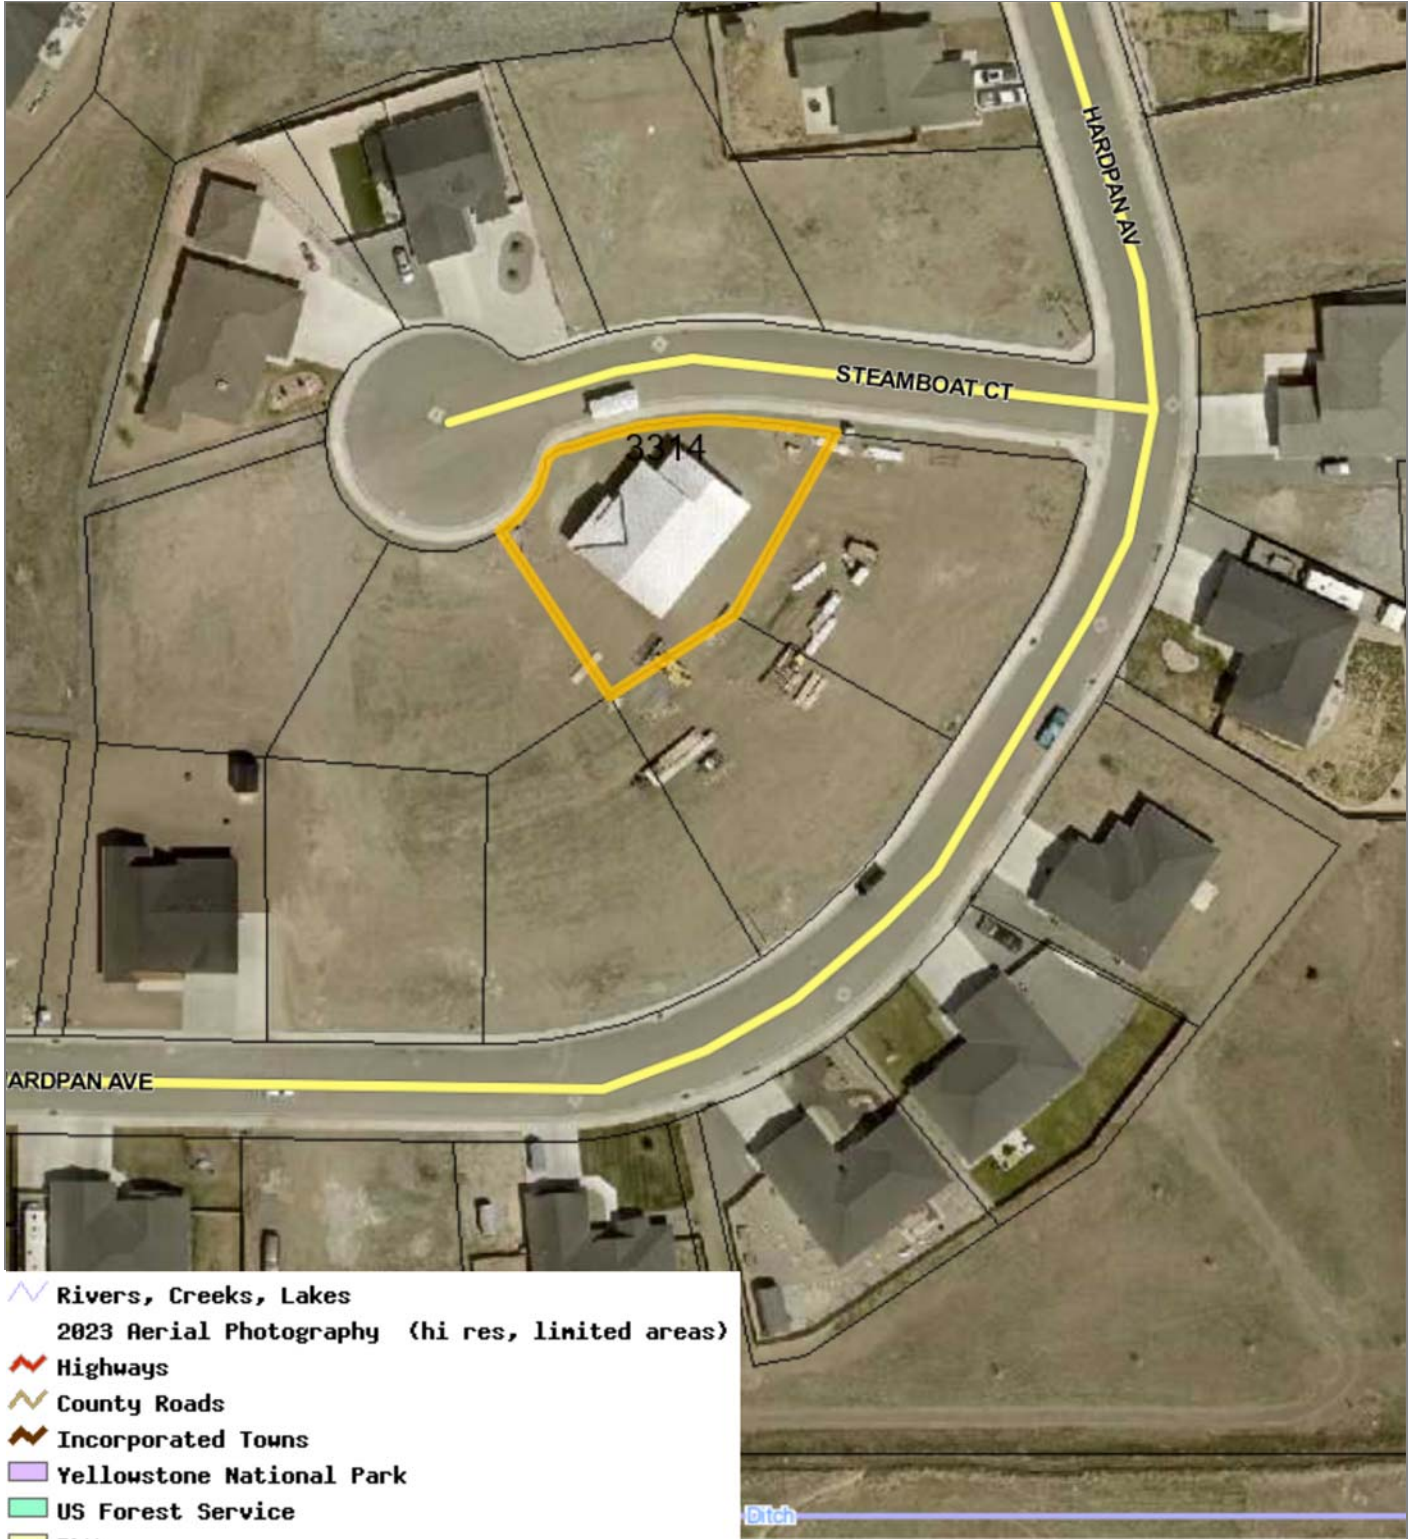 HARDPAN AV
STEAMBOAT CT
3314
ARDPAN AVE
Rivers, Creeks, Lakes
2023 Aerial Photography (hi res, limited areas)
Highways
County Roads
Incorporated Towns
Yellowstone National Park
US Forest Service
Ditch